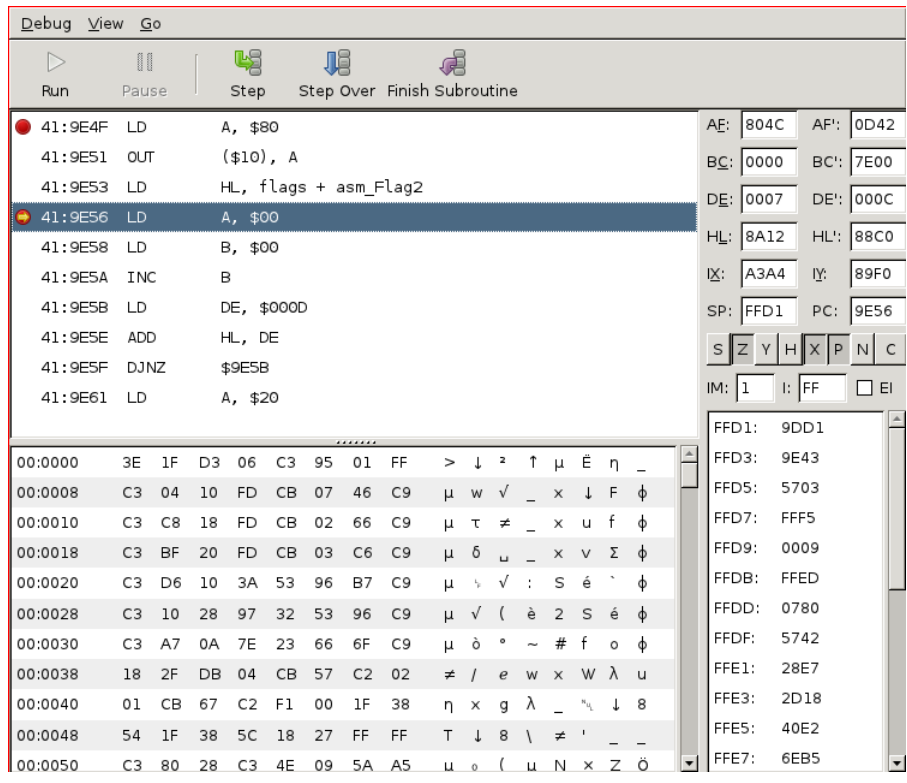 Debug View Go
Run Pause Step Step Over Finish Subroutine
41:9E4F LD A, $80
41:9E51 OUT ($10), A
41:9E53 LD HL, flags + asm_Flag2
41:9E56 LD A, $00
41:9E58 LD B, $00
41:9E5A INC B
41:9E5B LD DE, $000D
41:9E5E ADD HL, DE
41:9E5F DJNZ $9E5B
41:9E61 LD A, $20
AF: 804C AF': 0D42
BC: 0000 BC': 7E00
DE: 0007 DE': 000C
HL: 8A12 HL': 88C0
IX: A3A4 IY: 89F0
SP: FFD1 PC: 9E56
S Z Y H X P N C
IM: 1 I: FF EI
00:0000 3E 1F D3 06 C3 95 01 FF > ↓ ² ↑ µ Ë η _
00:0008 C3 04 10 FD CB 07 46 C9 µ w √ _ × ↓ F ϕ
00:0010 C3 C8 18 FD CB 02 66 C9 µ τ ≠ _ × u f ϕ
00:0018 C3 BF 20 FD CB 03 C6 C9 µ δ ␣ _ × v Σ ϕ
00:0020 C3 D6 10 3A 53 96 B7 C9 µ √ : S é ` ϕ
00:0028 C3 10 28 97 32 53 96 C9 µ √ ( è 2 S é ϕ
00:0030 C3 A7 0A 7E 23 66 6F C9 µ ò ° ~ # f o ϕ
00:0038 18 2F DB 04 CB 57 C2 02 ≠ / e w × W λ u
00:0040 01 CB 67 C2 F1 00 1F 38 η × g λ _ ↓ 8
00:0048 54 1F 38 5C 18 27 FF FF T ↓ 8 \ ≠ ' _ _
00:0050 C3 80 28 C3 4E 09 5A A5 µ ₀ ( µ N × Z Ö
FFD1: 9DD1
FFD3: 9E43
FFD5: 5703
FFD7: FFF5
FFD9: 0009
FFDB: FFED
FFDD: 0780
FFDF: 5742
FFE1: 28E7
FFE3: 2D18
FFE5: 40E2
FFE7: 6EB5